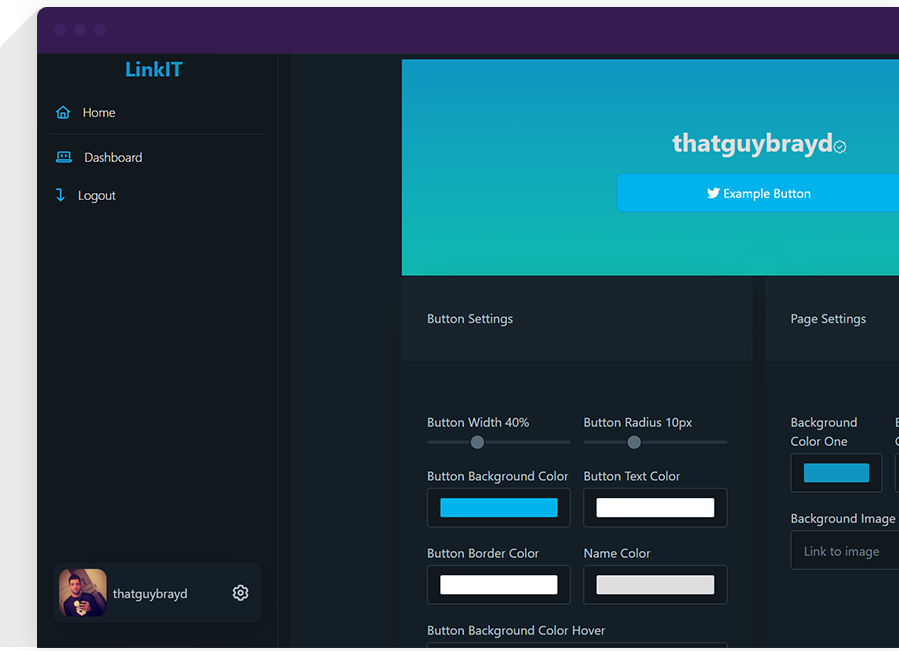 LinkIT
Home
Dashboard
Logout
thatguybrayd
thatguybrayd
Example Button
Button Settings
Page Settings
Button Width 40%
Button Radius 10px
Background
Color One
Button Background Color
Button Text Color
Background Image
Link to image
Button Border Color
Name Color
Button Background Color Hover